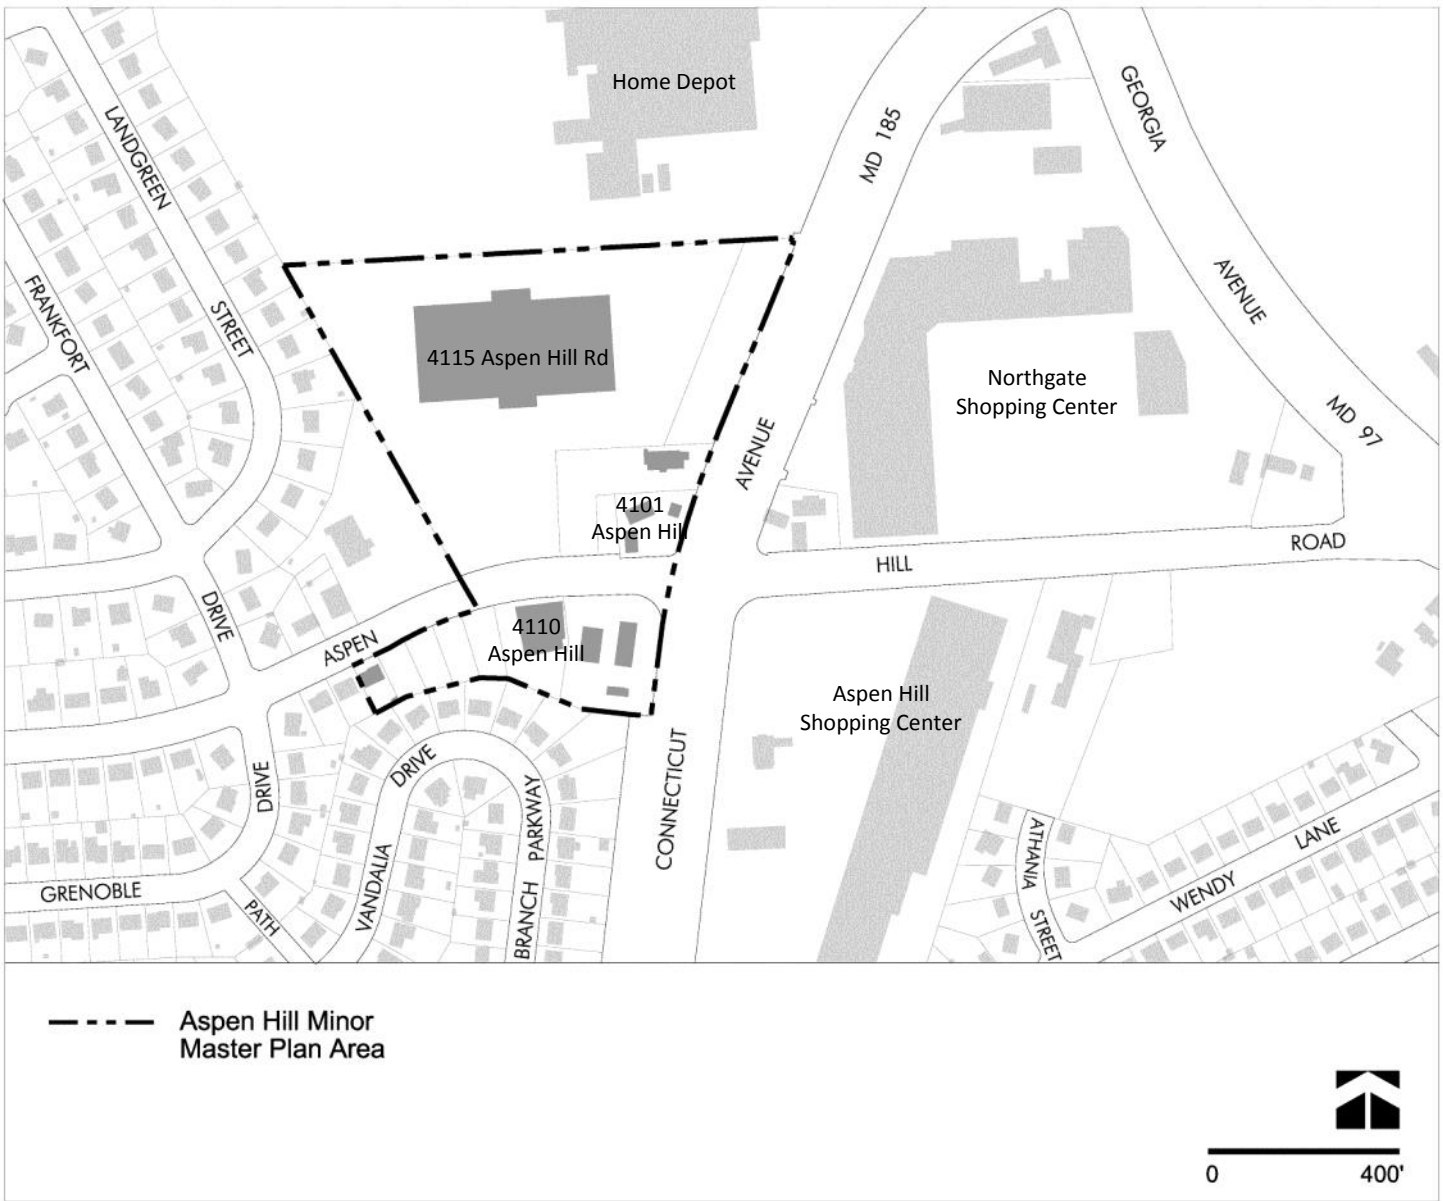 Home Depot
MD 185
GEORGIA
LANDGREEN
STREET
FRANKFORT
AVENUE
4115 Aspen Hill Rd
Northgate
Shopping Center
MD 97
AVENUE
4101
Aspen Hill
HILL
ROAD
DRIVE
ASPEN
4110
Aspen Hill
Aspen Hill
Shopping Center
DRIVE
DRIVE
CONNECTICUT
PARKWAY
BRANCH
VANDALIA
GRENOBLE
PATH
ATHANIA
STREET
WENDY
LANE
Aspen Hill Minor
Master Plan Area
0
400'